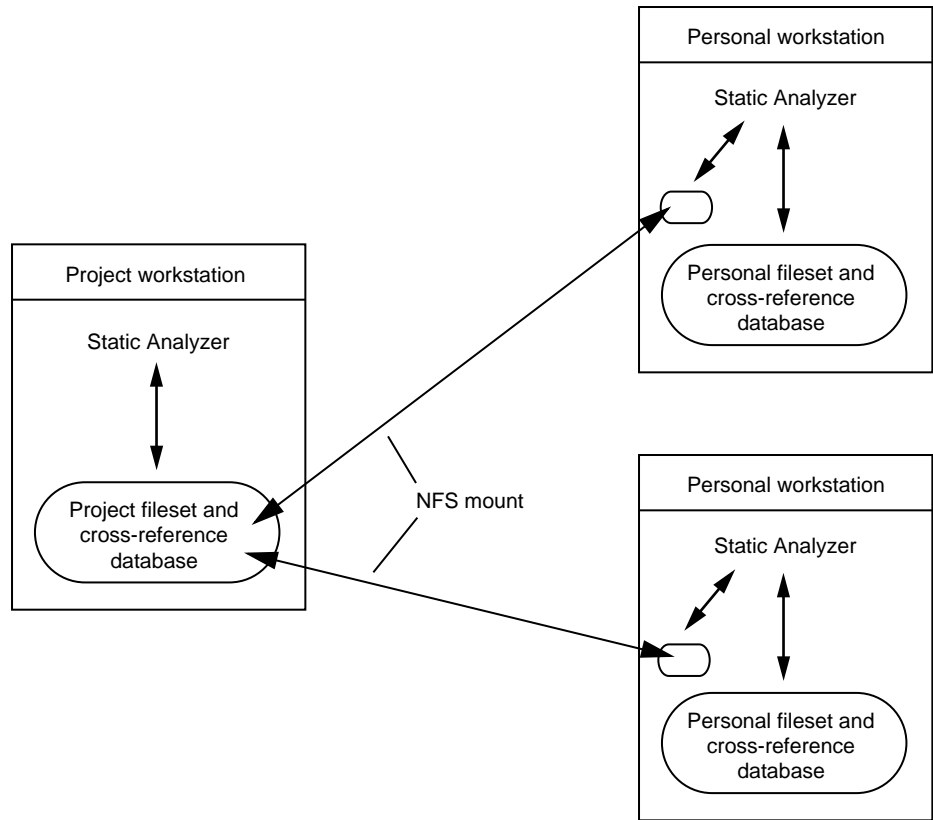 Personal workstation
Static Analyzer
Personal fileset and
cross-reference
database
Project workstation
Static Analyzer
Project fileset and
cross-reference
database
NFS mount
Personal workstation
Static Analyzer
Personal fileset and
cross-reference
database